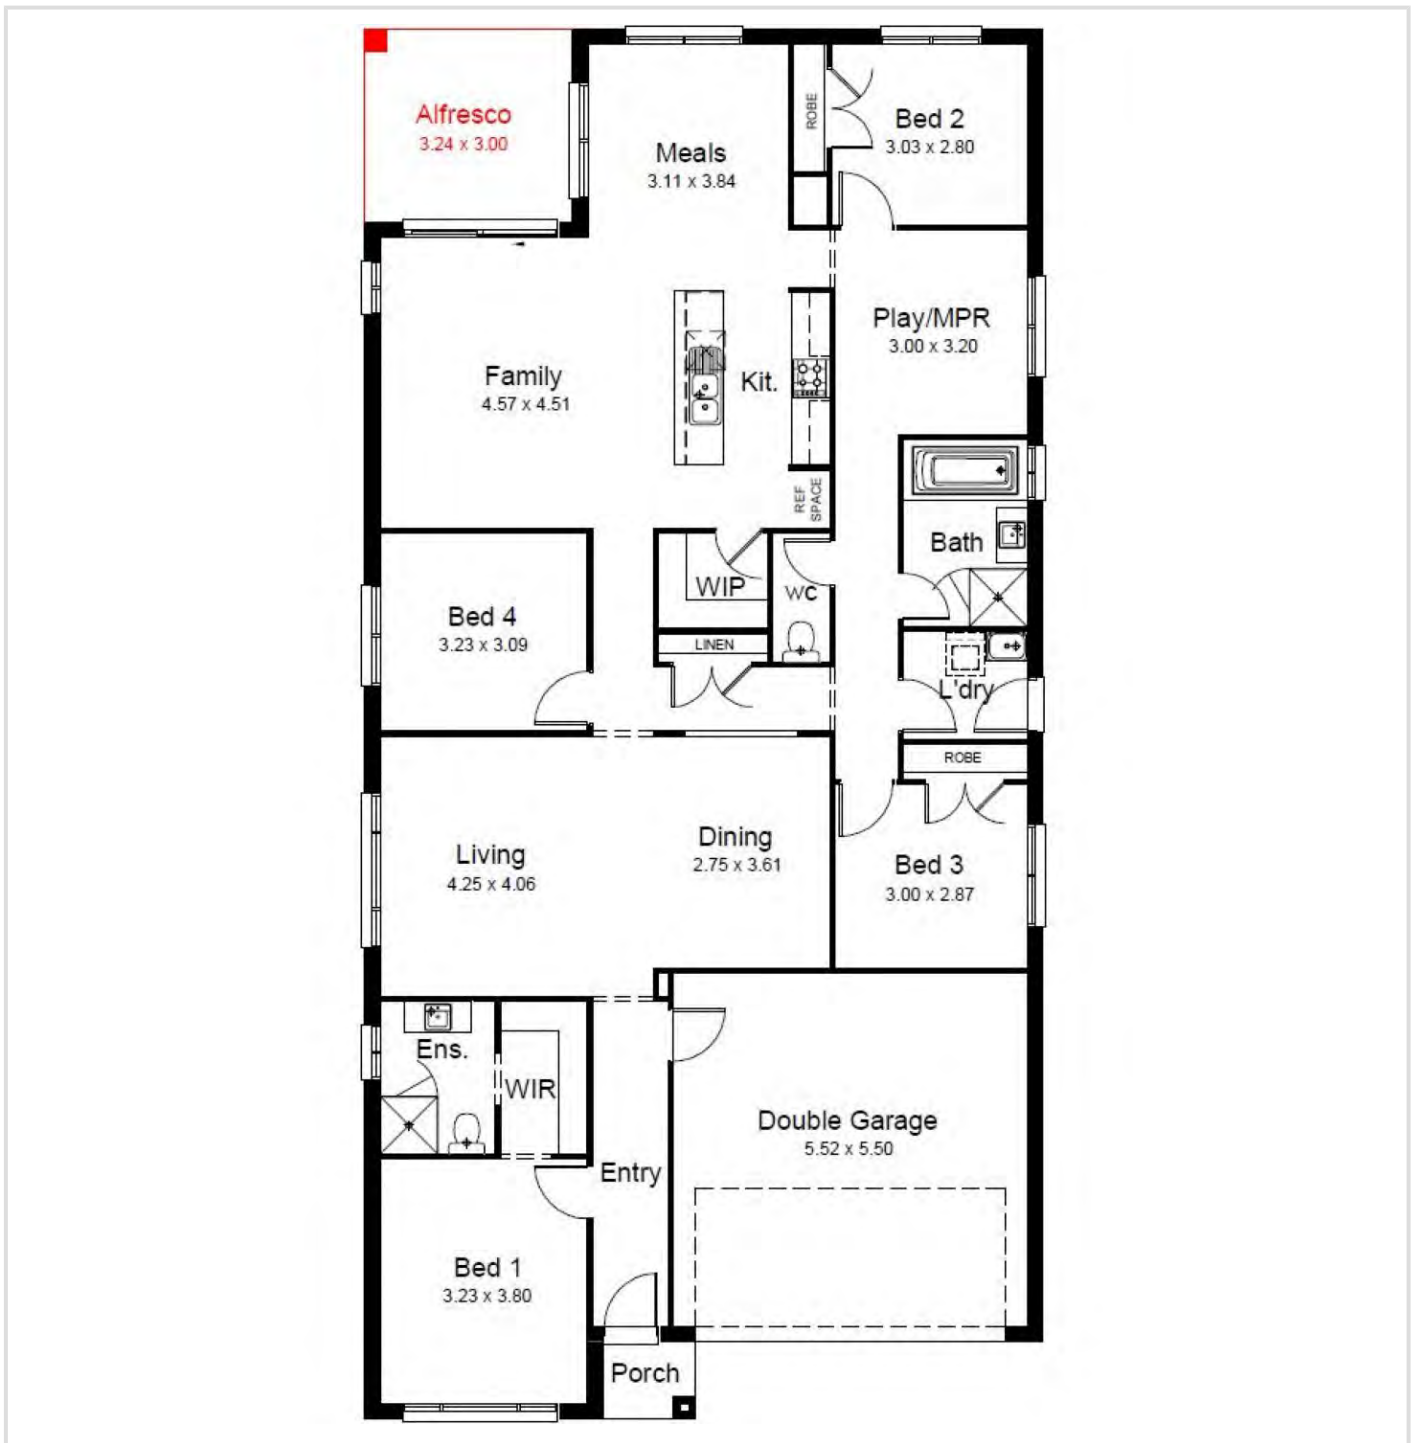 Alfresco
3.24 x 3.00
Meals
3.11 x 3.84
ROBE
Bed 2
3.03 x 2.80
Play/MPR
3.00 x 3.20
Family
4.57 x 4.51
Kit.
REF
SPACE
Bath
WIP
WC
Bed 4
3.23 x 3.09
LINEN
L'dry
ROBE
Living
4.25 x 4.06
Dining
2.75 x 3.61
Bed 3
3.00 x 2.87
Ens.
WIR
Double Garage
5.52 x 5.50
Entry
Bed 1
3.23 x 3.80
Porch